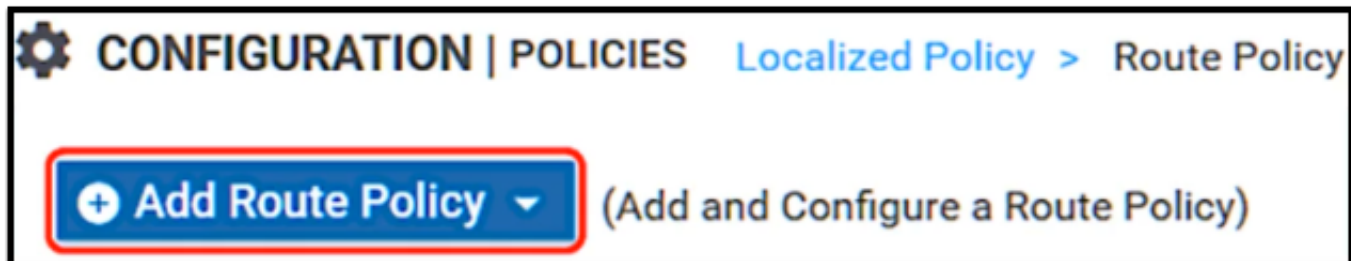 CONFIGURATION | POLICIES Localized Policy > Route Policy
Add Route Policy (Add and Configure a Route Policy)